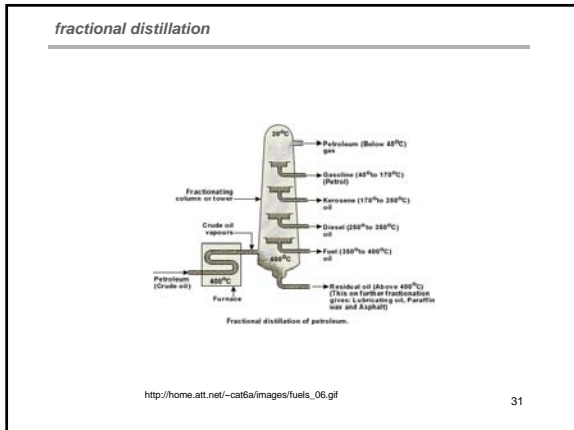 fractional distillation
20°C
Petroleum (Below 40°C)
gas
Gasoline (40°to 170°C)
(Petrol)
Fractionating
column or tower
Kerosene (170°to 250°C)
oil
Crude oil
vapours
Diesel (250°to 350°C)
oil
Fuel (350°to 400°C)
oil
400°C
Petroleum
(Crude oil)
400°C
Furnace
Residual oil (Above 400°C)
(This on further fractionation
gives: Lubricating oil, Paraffin
wax and Asphalt)
Fractional distillation of petroleum.
http://home.att.net/~cat6a/images/fuels_06.gif
31